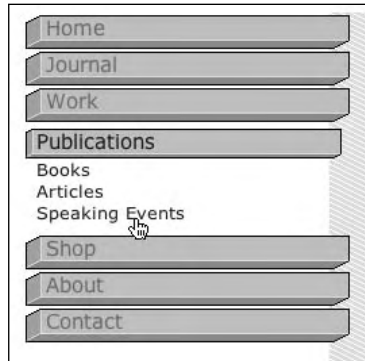 Home
Journal
Work
Publications
Books
Articles
Speaking Events
Shop
About
Contact